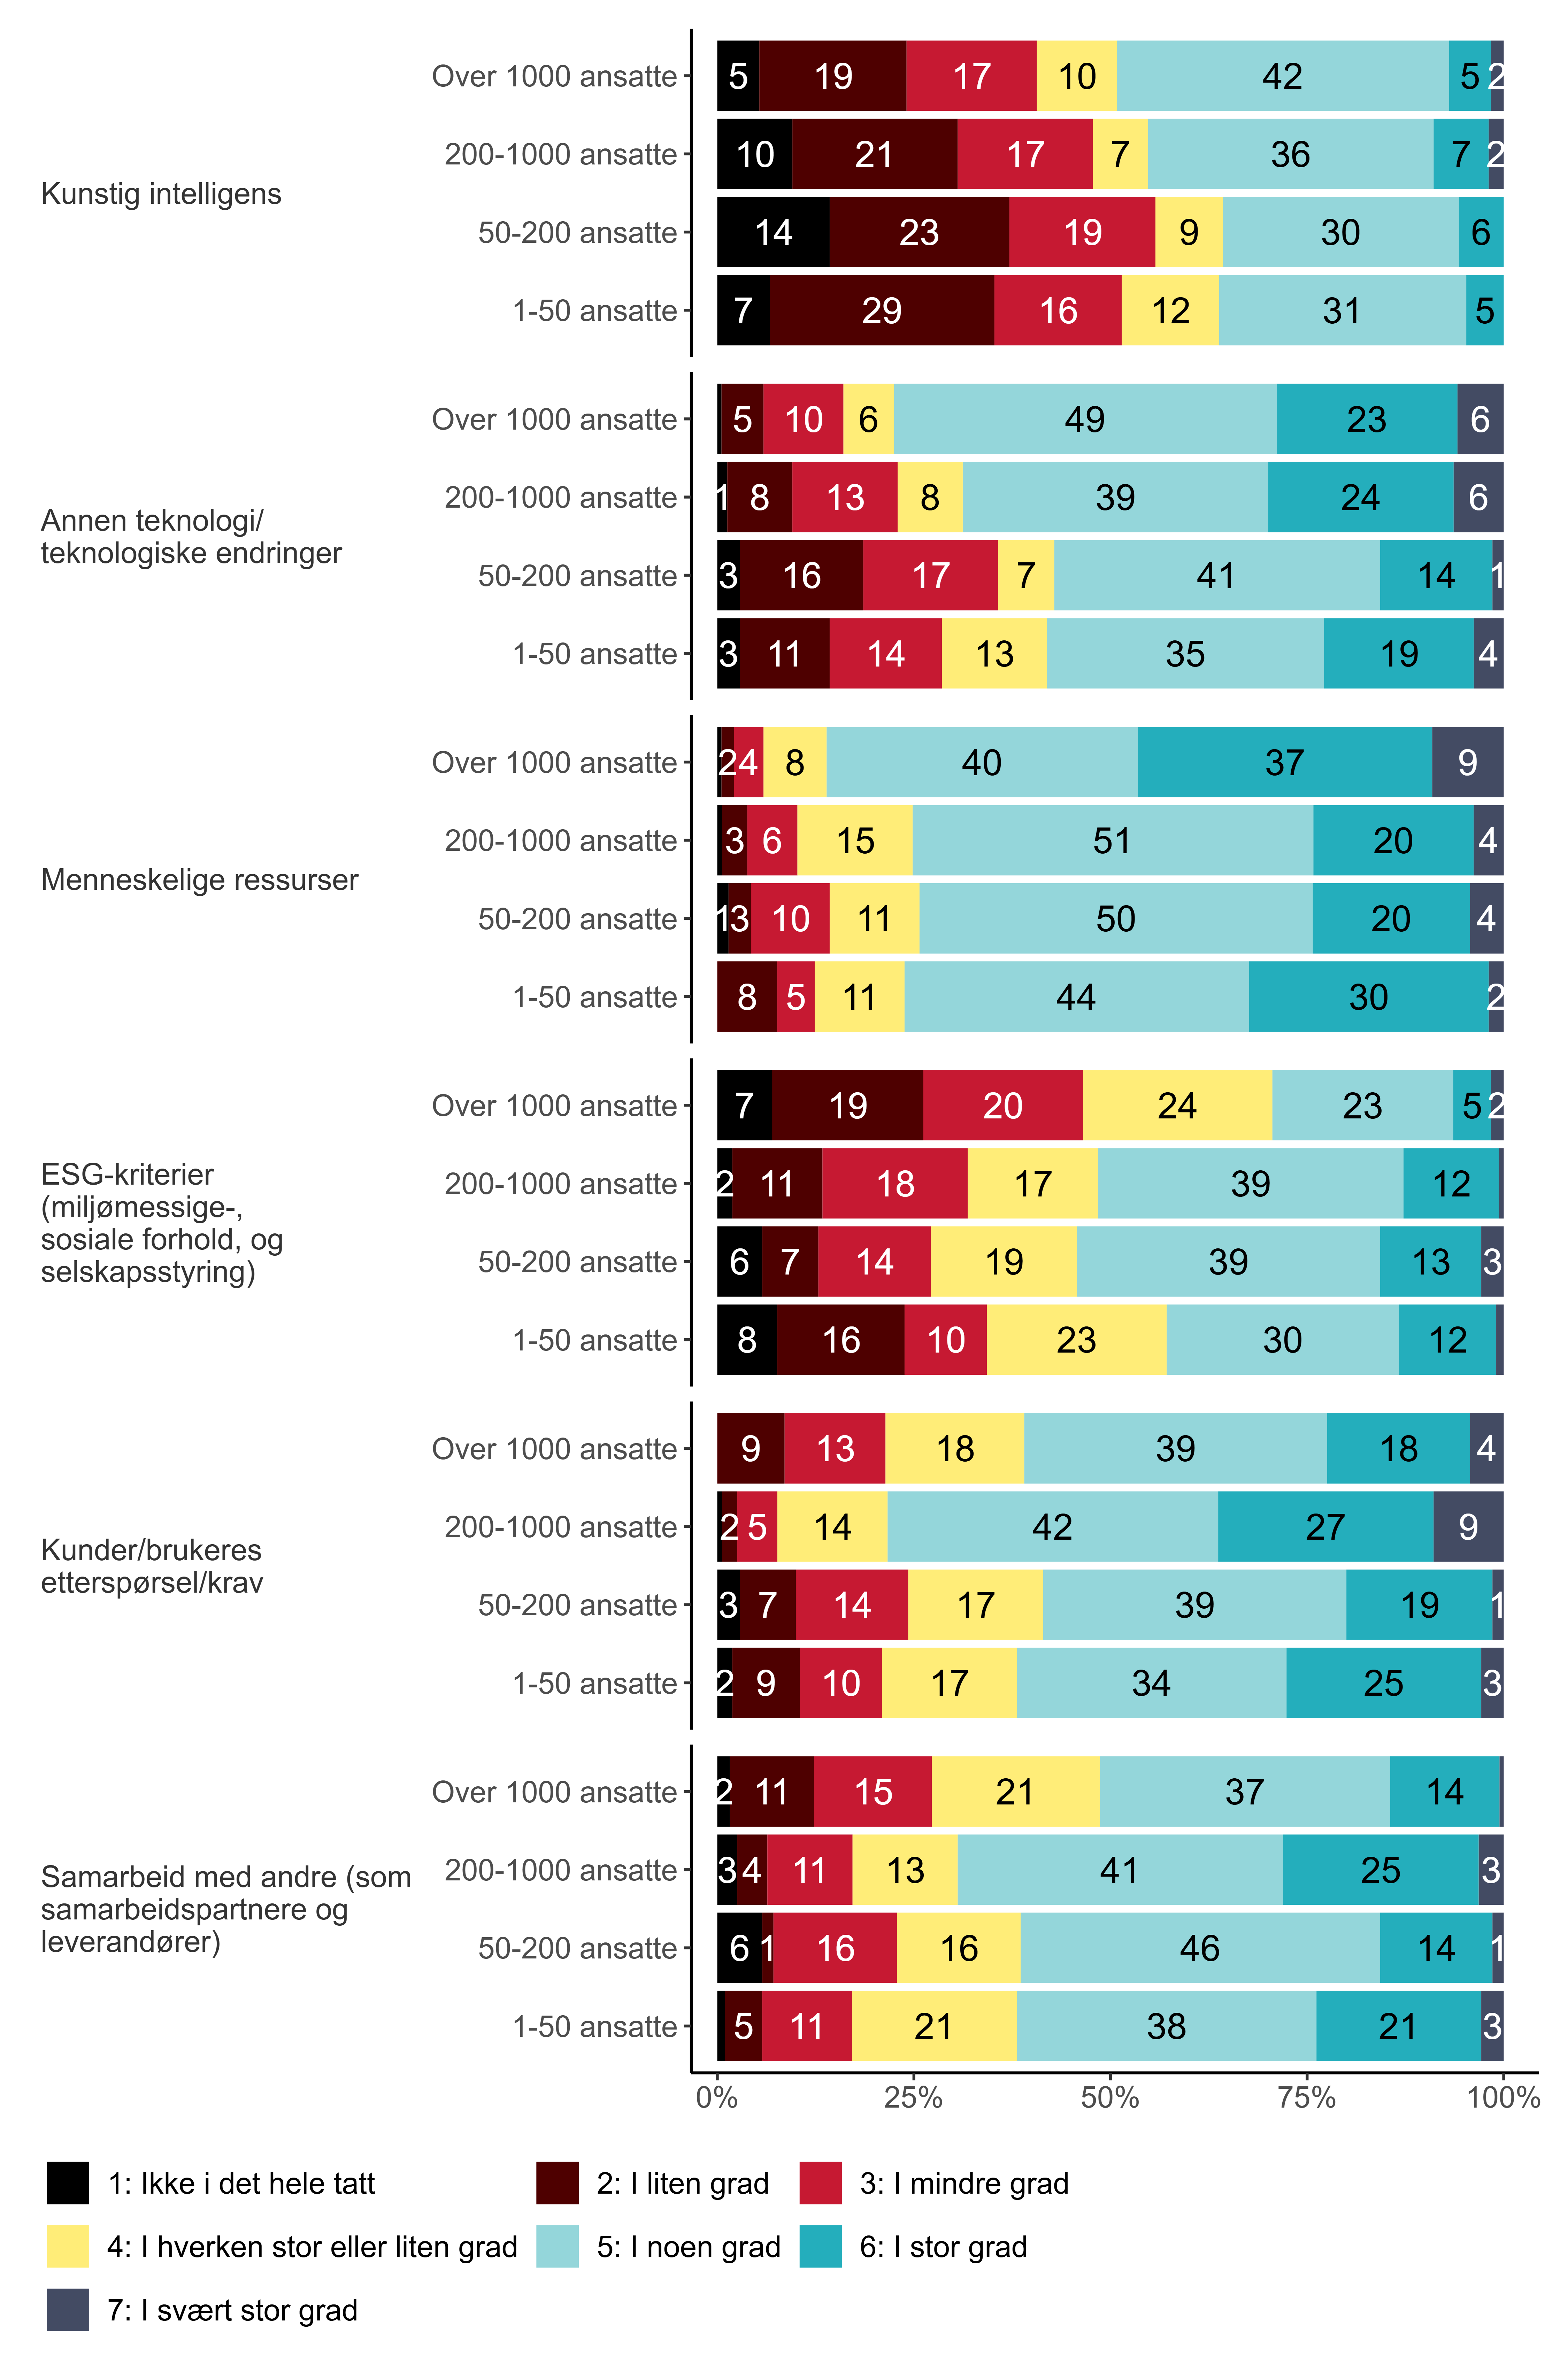 Kunstig intelligens
Over 1000 ansatte 5 19 17 10 42 5 2
200-1000 ansatte 10 21 17 7 36 7 2
50-200 ansatte 14 23 19 9 30 6
1-50 ansatte 7 29 16 12 31 5
Annen teknologi/
teknologiske endringer
Over 1000 ansatte 5 10 6 49 23 6
200-1000 ansatte 1 8 13 8 39 24 6
50-200 ansatte 3 16 17 7 41 14 1
1-50 ansatte 3 11 14 13 35 19 4
Menneskelige ressurser
Over 1000 ansatte 2 4 8 40 37 9
200-1000 ansatte 3 6 15 51 20 4
50-200 ansatte 1 3 10 11 50 20 4
1-50 ansatte 8 5 11 44 30 2
ESG-kriterier
(miljømessige-,
sosiale forhold, og
selskapsstyring)
Over 1000 ansatte 7 19 20 24 23 5 2
200-1000 ansatte 2 11 18 17 39 12
50-200 ansatte 6 7 14 19 39 13 3
1-50 ansatte 8 16 10 23 30 12
Kunder/brukeres
etterspørsel/krav
Over 1000 ansatte 9 13 18 39 18 4
200-1000 ansatte 2 5 14 42 27 9
50-200 ansatte 3 7 14 17 39 19 1
1-50 ansatte 2 9 10 17 34 25 3
Samarbeid med andre (som
samarbeidspartnere og
leverandører)
Over 1000 ansatte 2 11 15 21 37 14
200-1000 ansatte 3 4 11 13 41 25 3
50-200 ansatte 6 1 16 16 46 14 1
1-50 ansatte 5 11 21 38 21 3
0% 25% 50% 75% 100%
1: Ikke i det hele tatt 2: I liten grad 3: I mindre grad
4: I hverken stor eller liten grad 5: I noen grad 6: I stor grad
7: I svært stor grad